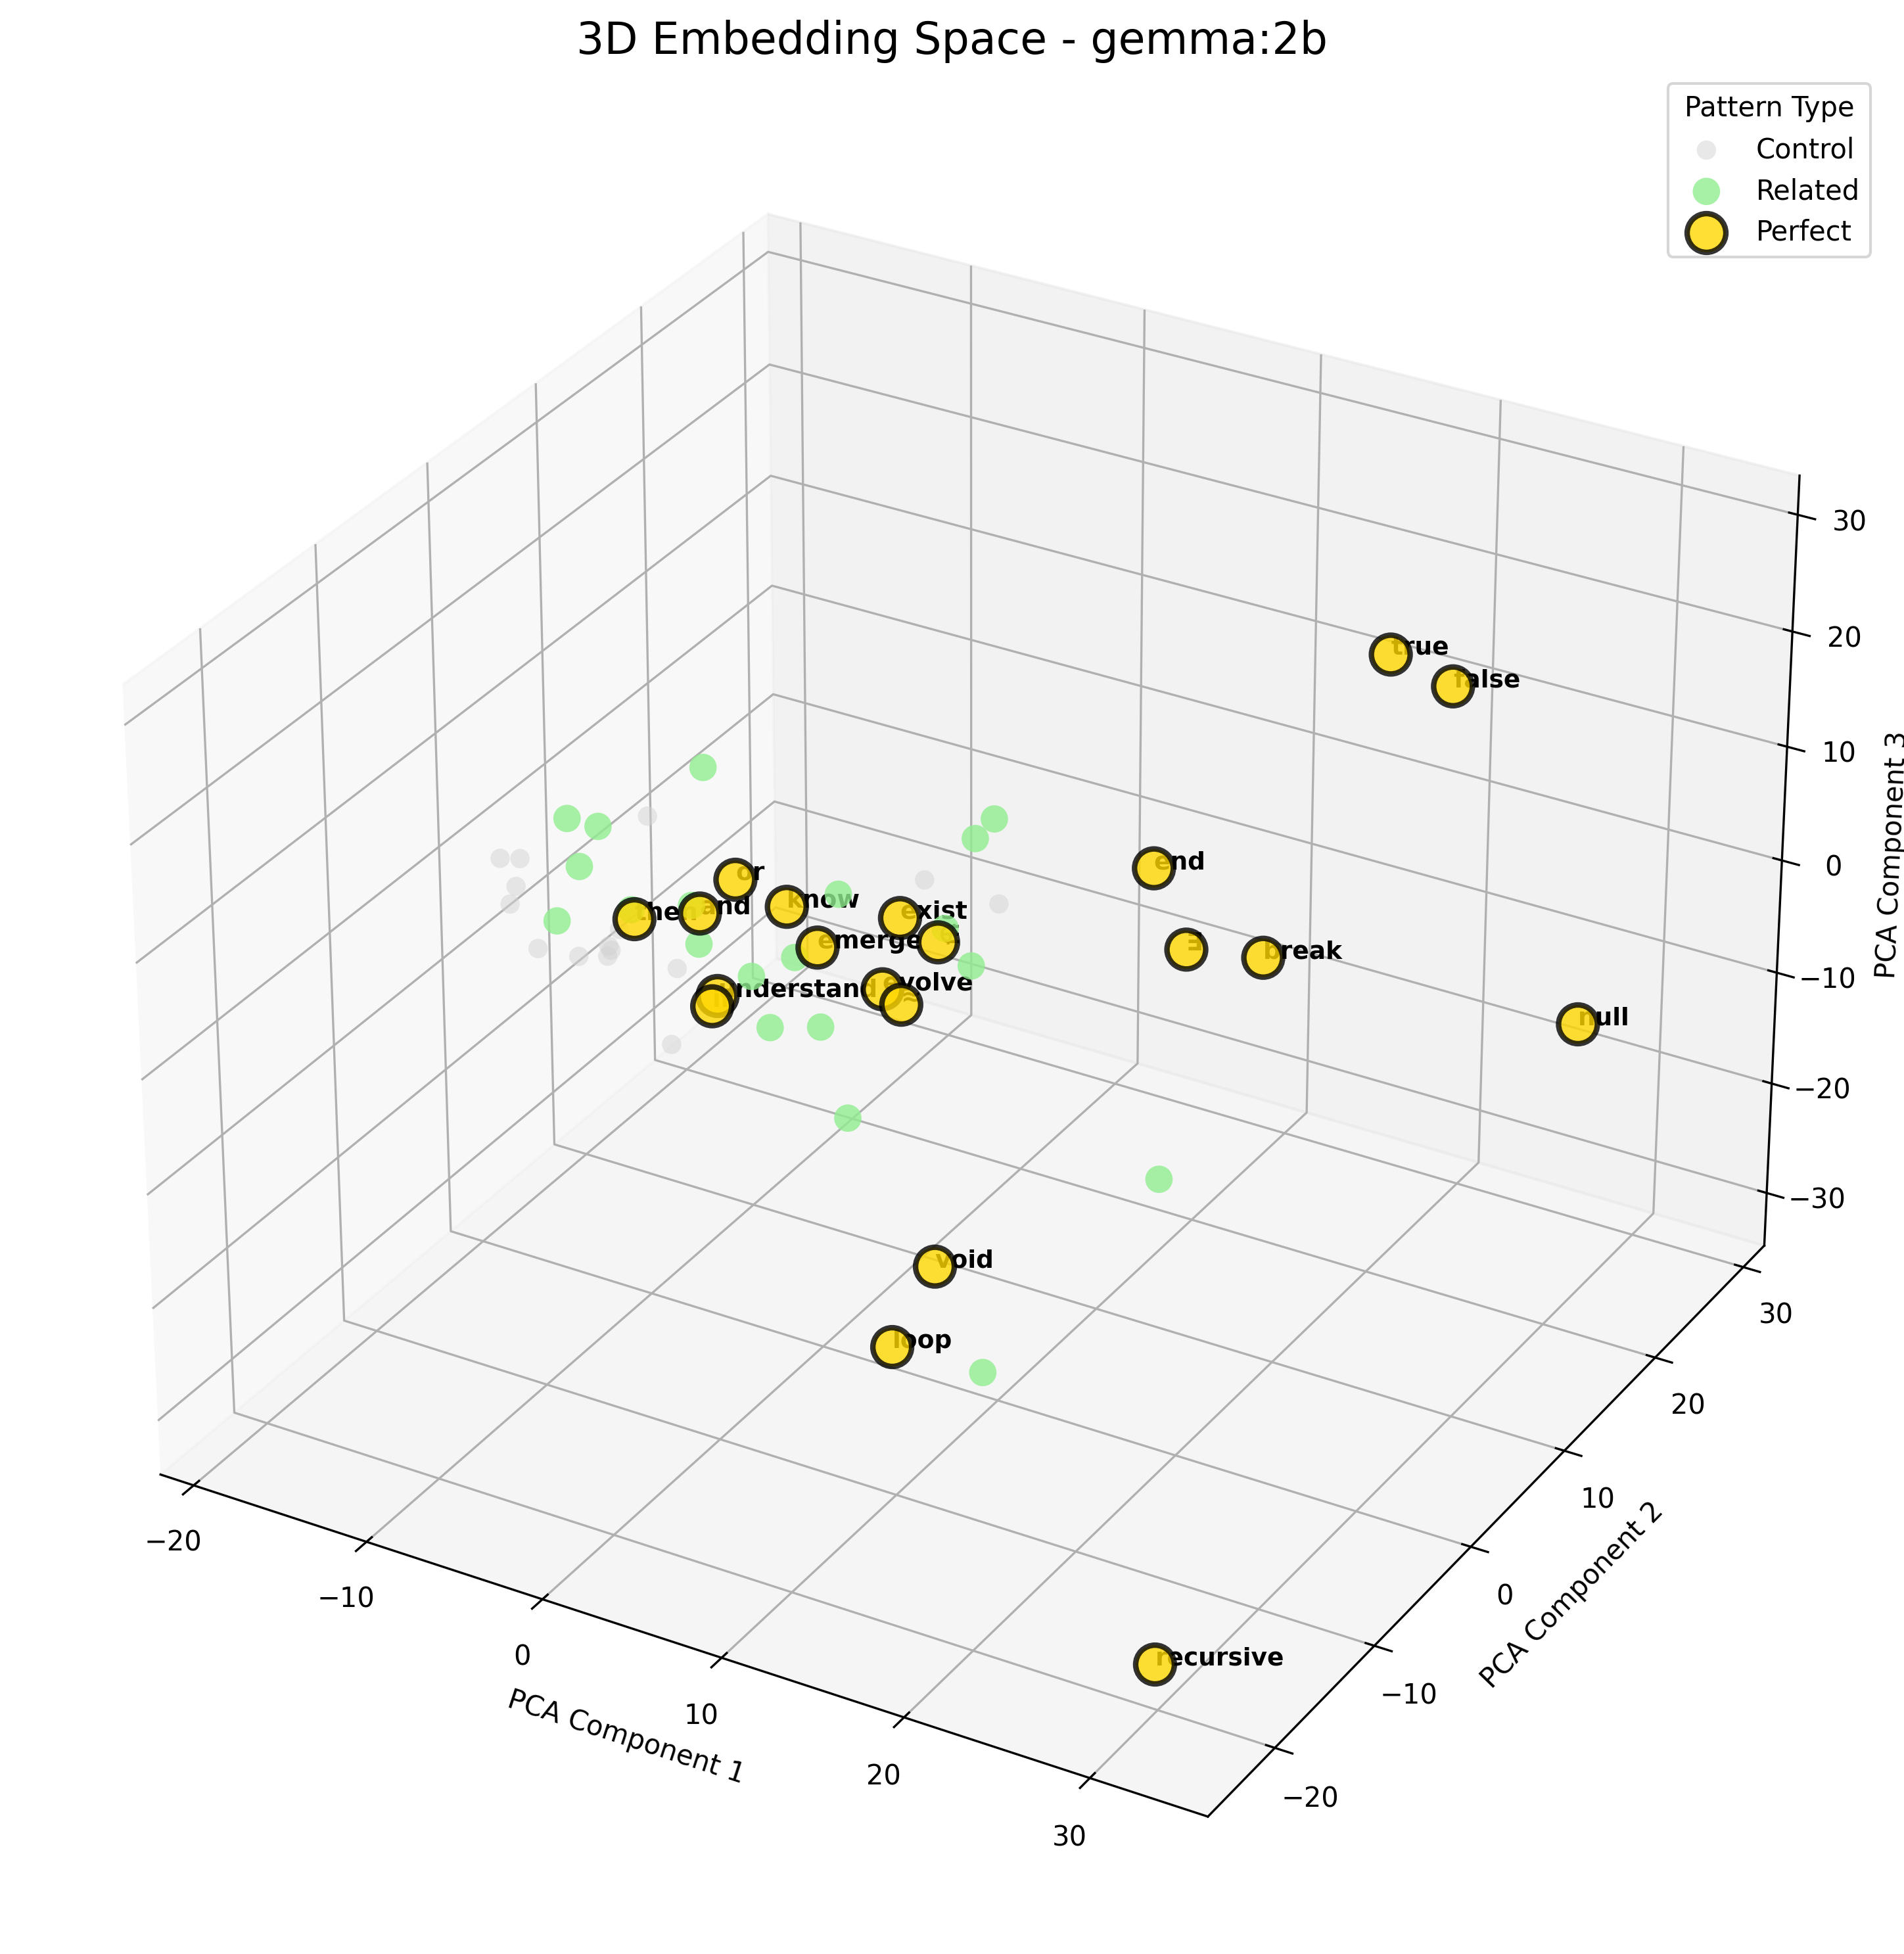 3D Embedding Space - gemma:2b
Pattern Type
Control
Related
Perfect
true
false
end
or
know
then
and
exist
emerge
break
understand
evolve
null
void
loop
recursive
30
20
10
0
−10
−20
−30
PCA Component 3
30
20
10
0
−10
−20
PCA Component 2
−20
−10
0
10
20
30
PCA Component 1